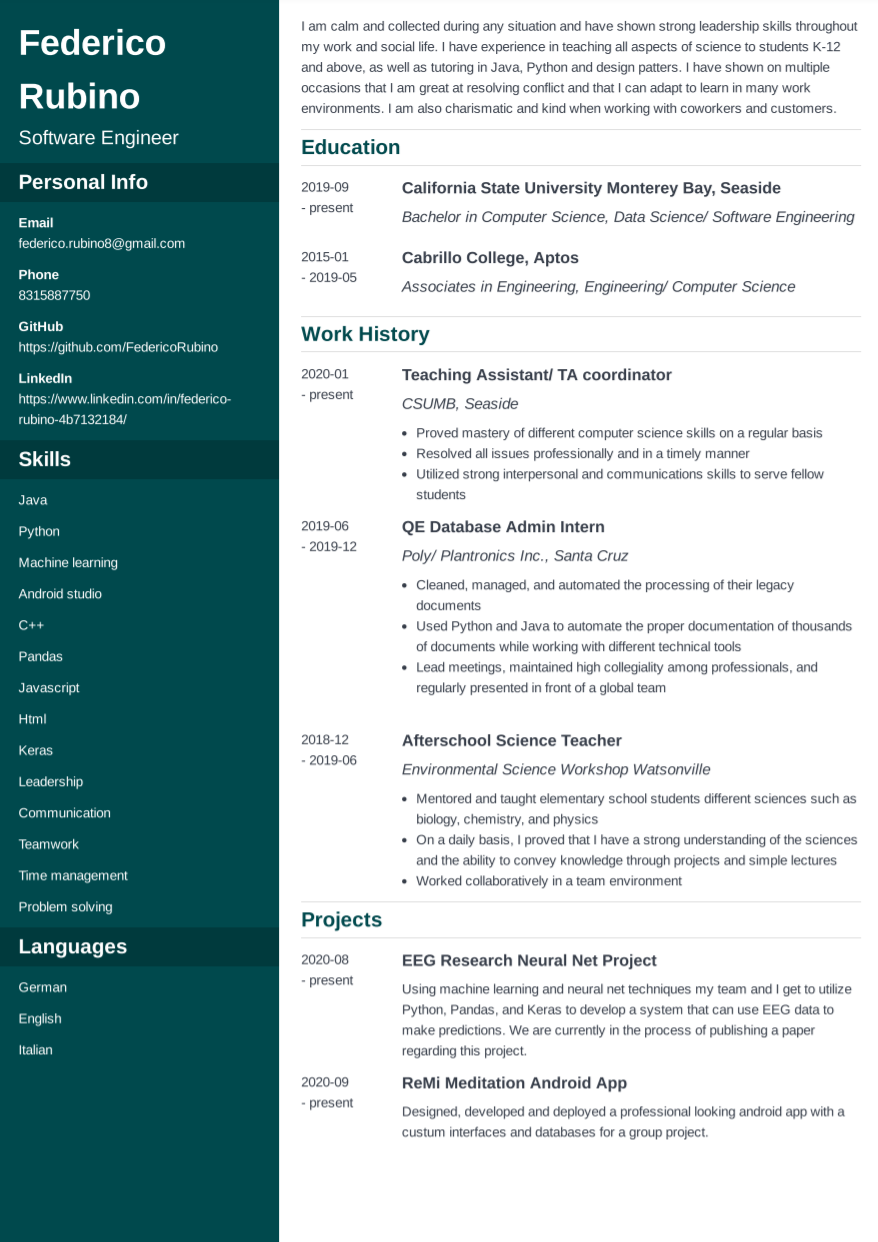 Federico
Rubino
Software Engineer
Personal Info
Email
federico.rubino8@gmail.com
Phone
8315887750
GitHub
https://github.com/FedericoRubino
LinkedIn
https://www.linkedin.com/in/federico-
rubino-4b7132184/
Skills
Java
Python
Machine learning
Android studio
C++
Pandas
Javascript
Html
Keras
Leadership
Communication
Teamwork
Time management
Problem solving
Languages
German
English
Italian
I am calm and collected during any situation and have shown strong leadership skills throughout
my work and social life. I have experience in teaching all aspects of science to students K-12
and above, as well as tutoring in Java, Python and design patters. I have shown on multiple
occasions that I am great at resolving conflict and that I can adapt to learn in many work
environments. I am also charismatic and kind when working with coworkers and customers.
Education
2019-09
- present
California State University Monterey Bay, Seaside
Bachelor in Computer Science, Data Science/ Software Engineering
2015-01
- 2019-05
Cabrillo College, Aptos
Associates in Engineering, Engineering/ Computer Science
Work History
2020-01
- present
Teaching Assistant/ TA coordinator
CSUMB, Seaside
• Proved mastery of different computer science skills on a regular basis
• Resolved all issues professionally and in a timely manner
• Utilized strong interpersonal and communications skills to serve fellow
students
2019-06
- 2019-12
QE Database Admin Intern
Poly/ Plantronics Inc., Santa Cruz
• Cleaned, managed, and automated the processing of their legacy
documents
• Used Python and Java to automate the proper documentation of thousands
of documents while working with different technical tools
• Lead meetings, maintained high collegiality among professionals, and
regularly presented in front of a global team
2018-12
- 2019-06
Afterschool Science Teacher
Environmental Science Workshop Watsonville
• Mentored and taught elementary school students different sciences such as
biology, chemistry, and physics
• On a daily basis, I proved that I have a strong understanding of the sciences
and the ability to convey knowledge through projects and simple lectures
• Worked collaboratively in a team environment
Projects
2020-08
- present
EEG Research Neural Net Project
Using machine learning and neural net techniques my team and I get to utilize
Python, Pandas, and Keras to develop a system that can use EEG data to
make predictions. We are currently in the process of publishing a paper
regarding this project.
2020-09
- present
ReMi Meditation Android App
Designed, developed and deployed a professional looking android app with a
custum interfaces and databases for a group project.